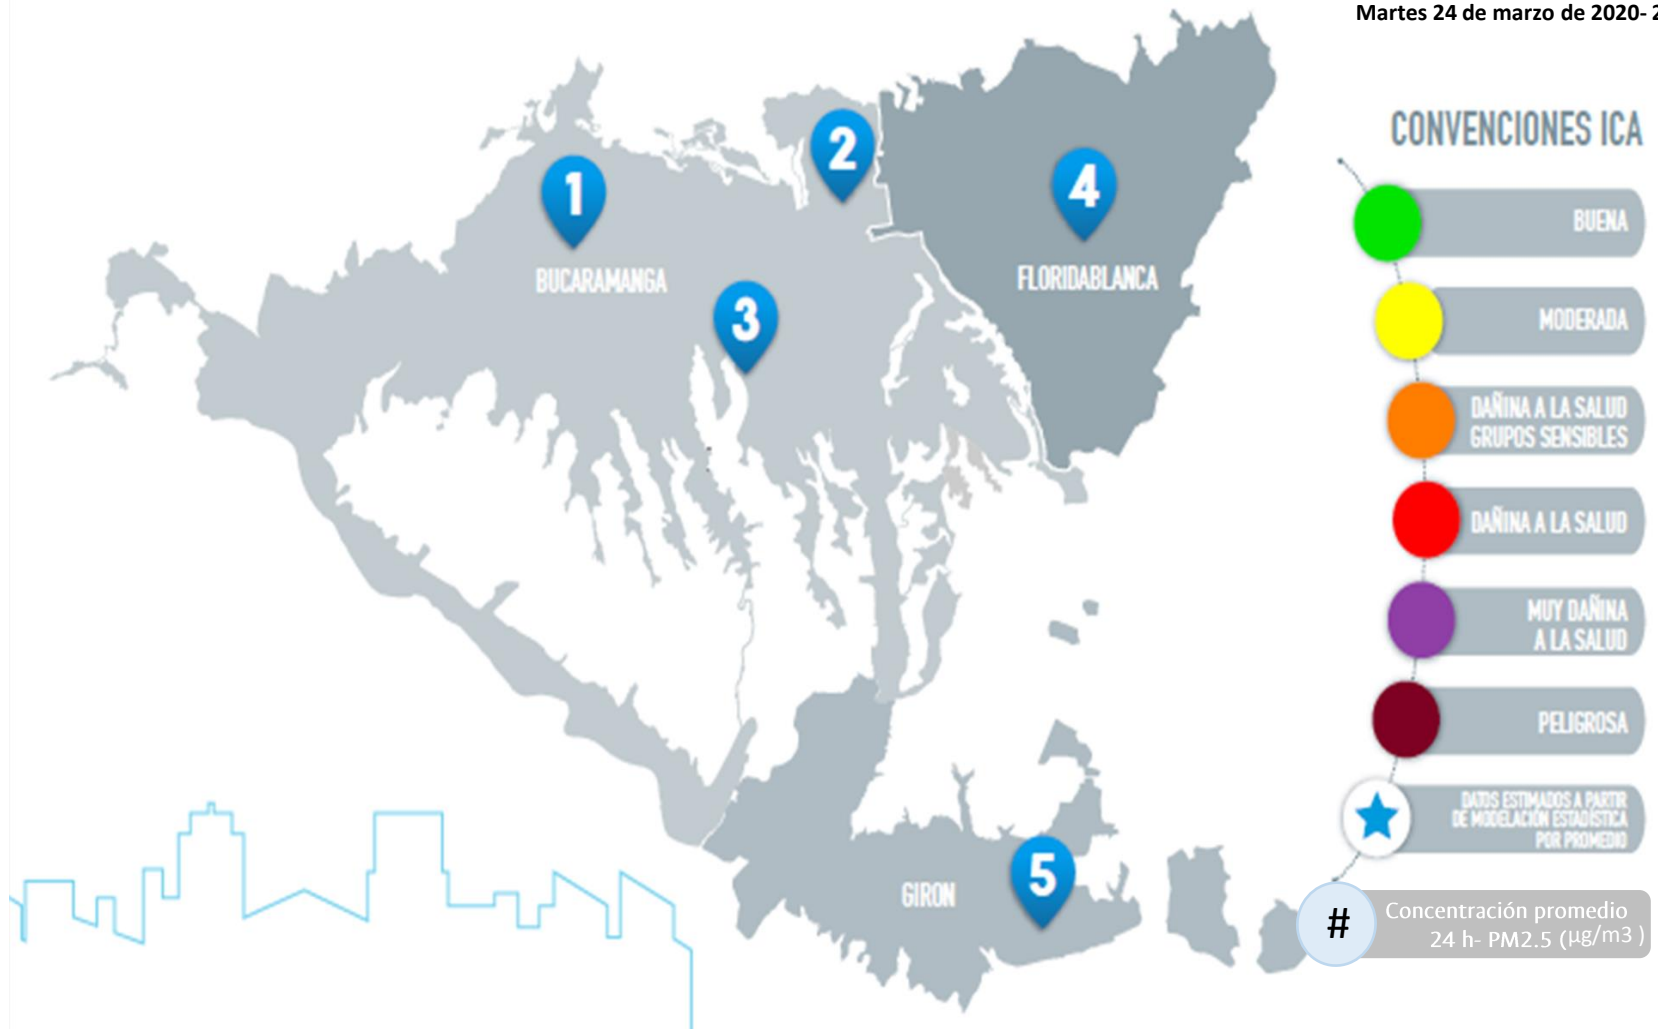 Martes 24 de marzo de 2020- 2
CONVENCIONES ICA
1
2
4
BUCARAMANGA
3
FLORIDABLANCA
BUENA
MODERADA
DAÑINA A LA SALUD
GRUPOS SENSIBLES
DAÑINA A LA SALUD
MUY DAÑINA
A LA SALUD
PELIGROSA
DATOS ESTIMADOS A PARTIR
DE MODELACIÓN ESTADÍSTICA
POR PROMEDIO
GIRON
5
#
Concentración promedio
24 h- PM2.5 (µg/m3 )